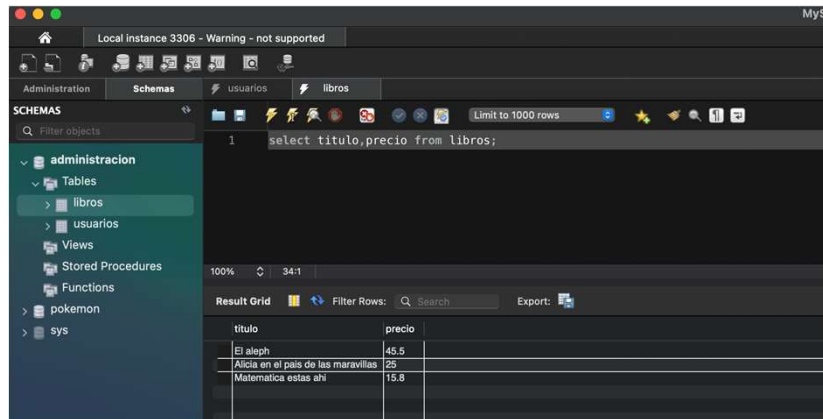 MyS
Local instance 3306 - Warning - not supported
Administration
Schemas
usuarios
libros
SCHEMAS
Filter objects
Limit to 1000 rows
1 select titulo,precio from libros;
administracion
Tables
libros
usuarios
Views
Stored Procedures
Functions
pokemon
sys
100% 34:1
Result Grid Filter Rows: Search Export:
titulo precio
El aleph 45.5
Alicia en el pais de las maravillas 25
Matematica estas ahi 15.8